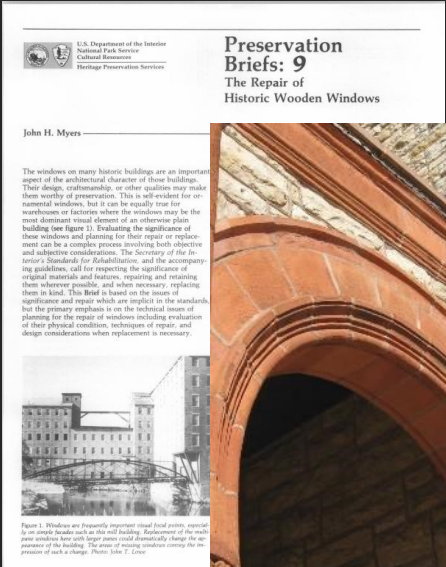 U.S. Department of the Interior
National Park Service
Cultural Resources
Heritage Preservation Services
Preservation
Briefs: 9
The Repair of
Historic Wooden Windows
John H. Myers
The windows on many historic buildings are an important
aspect of the architectural character of those buildings.
Their design, craftsmanship, or other qualities may make
them worthy of preservation. This is self-evident for or-
namental windows, but it can be equally true for
warehouses or factories where the windows may be the
most dominant visual element of an otherwise plain
building (see figure 1). Evaluating the significance of
these windows and planning for their repair or replace-
ment can be a complex process involving both objective
and subjective considerations. The Secretary of the In-
terior's Standards for Rehabilitation, and the accompany-
ing guidelines, call for respecting the significance of
original materials and features, repairing and retaining
them wherever possible, and when necessary, replacing
them in kind. This Brief is based on the issues of
significance and repair which are implicit in the standards,
but the primary emphasis is on the technical issues of
planning for the repair of windows including evaluation
of their physical condition, techniques of repair, and
design considerations when replacement is necessary.
Figure 1. Windows are frequently important visual focal points, especial-
ly on simple facades such as this mill building. Replacement of the multi-
pane windows here with larger panes could dramatically change the ap-
pearance of the building. The areas of missing windows convey the im-
pression of such a change. Photo: John T. Lowe